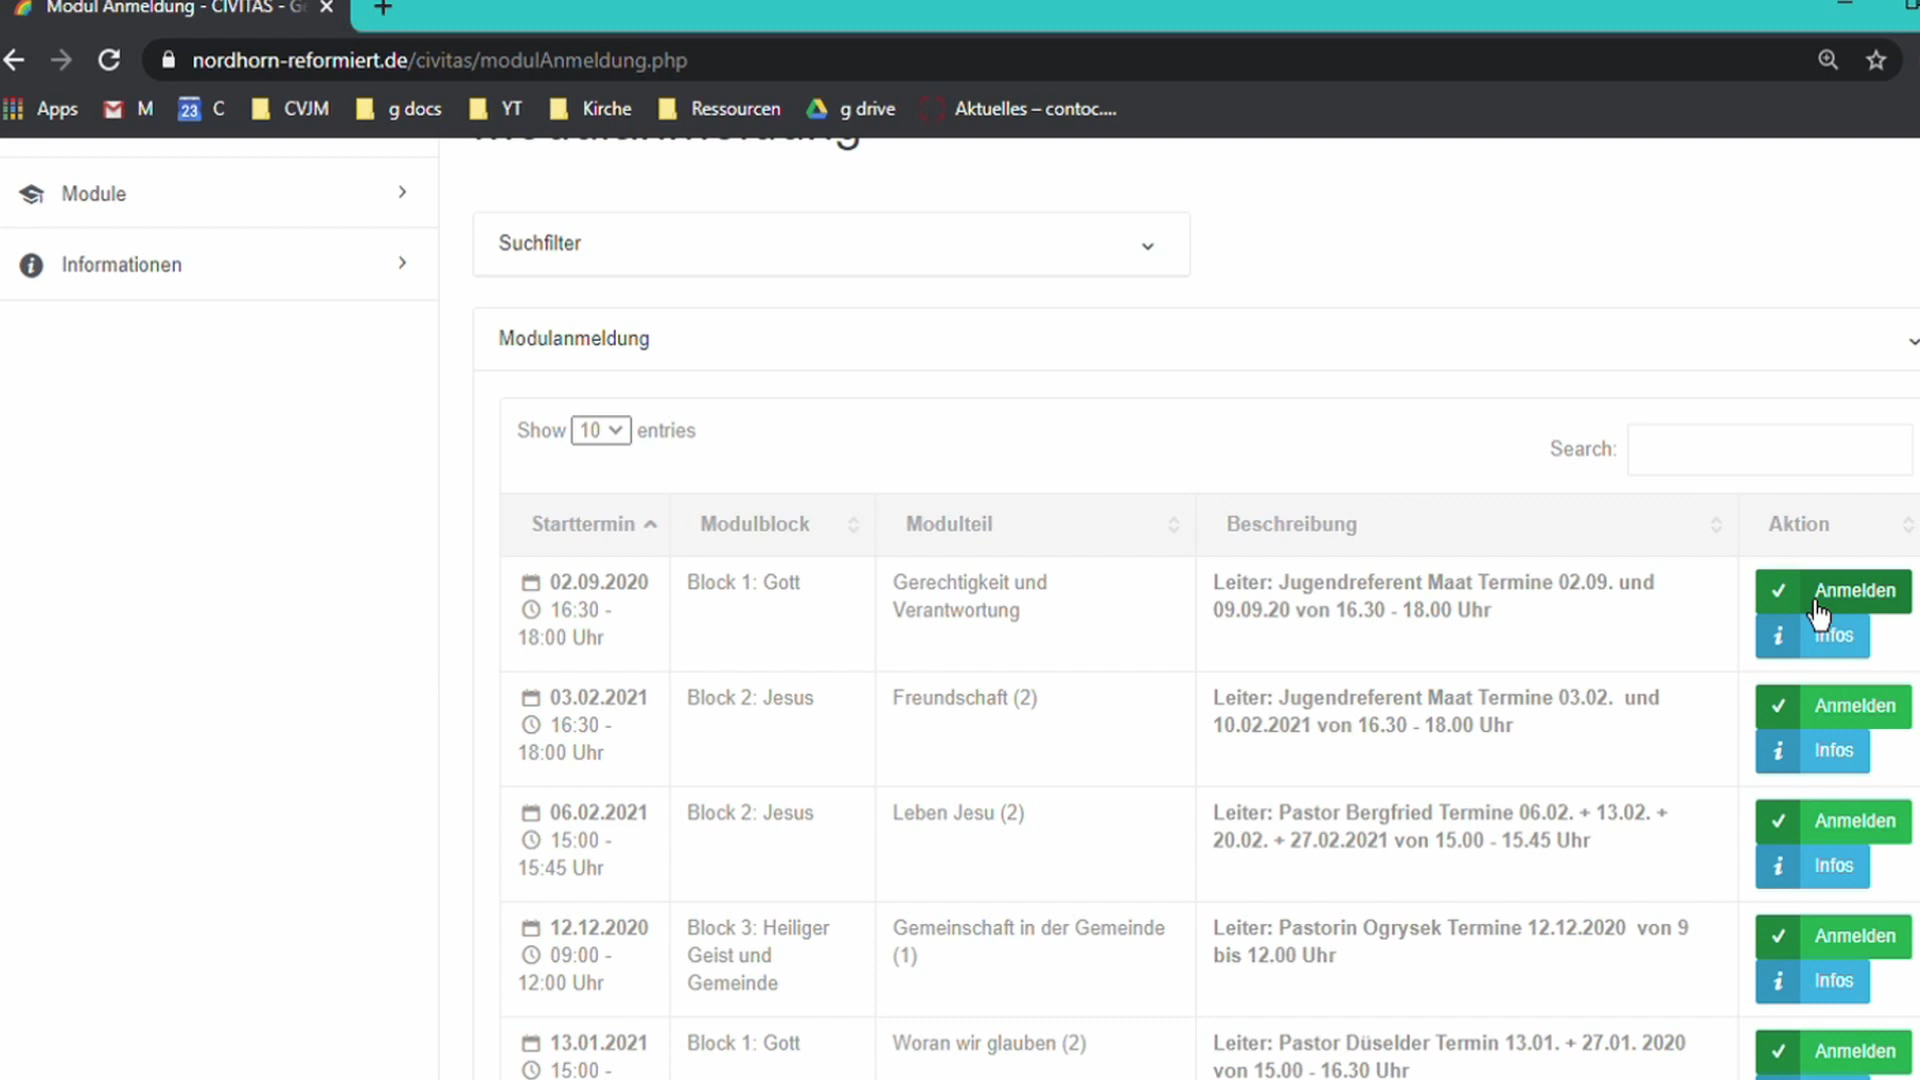 Modul Anmeldung - CIVITAS - Ge
nordhorn-reformiert.de/civitas/modulAnmeldung.php
Apps M 23 C CVJM g docs YT Kirche Ressourcen g drive Aktuelles – contoc....
Module
Informationen
Suchfilter
Modulanmeldung
Show 10 entries
Search:
Starttermin Modulblock Modulteil Beschreibung Aktion
02.09.2020 Block 1: Gott Gerechtigkeit und Leiter: Jugendreferent Maat Termine 02.09. und Anmelden
16:30 - Verantwortung 09.09.20 von 16.30 - 18.00 Uhr
18:00 Uhr Infos
03.02.2021 Block 2: Jesus Freundschaft (2) Leiter: Jugendreferent Maat Termine 03.02. und Anmelden
16:30 - 10.02.2021 von 16.30 - 18.00 Uhr
18:00 Uhr Infos
06.02.2021 Block 2: Jesus Leben Jesu (2) Leiter: Pastor Bergfried Termine 06.02. + 13.02. + Anmelden
15:00 - 20.02. + 27.02.2021 von 15.00 - 15.45 Uhr
15:45 Uhr Infos
12.12.2020 Block 3: Heiliger Gemeinschaft in der Gemeinde Leiter: Pastorin Ogrysek Termine 12.12.2020 von 9 Anmelden
09:00 - Geist und (1) bis 12.00 Uhr
12:00 Uhr Gemeinde Infos
13.01.2021 Block 1: Gott Woran wir glauben (2) Leiter: Pastor Düselder Termin 13.01. + 27.01. 2020 Anmelden
15:00 - von 15.00 - 16.30 Uhr